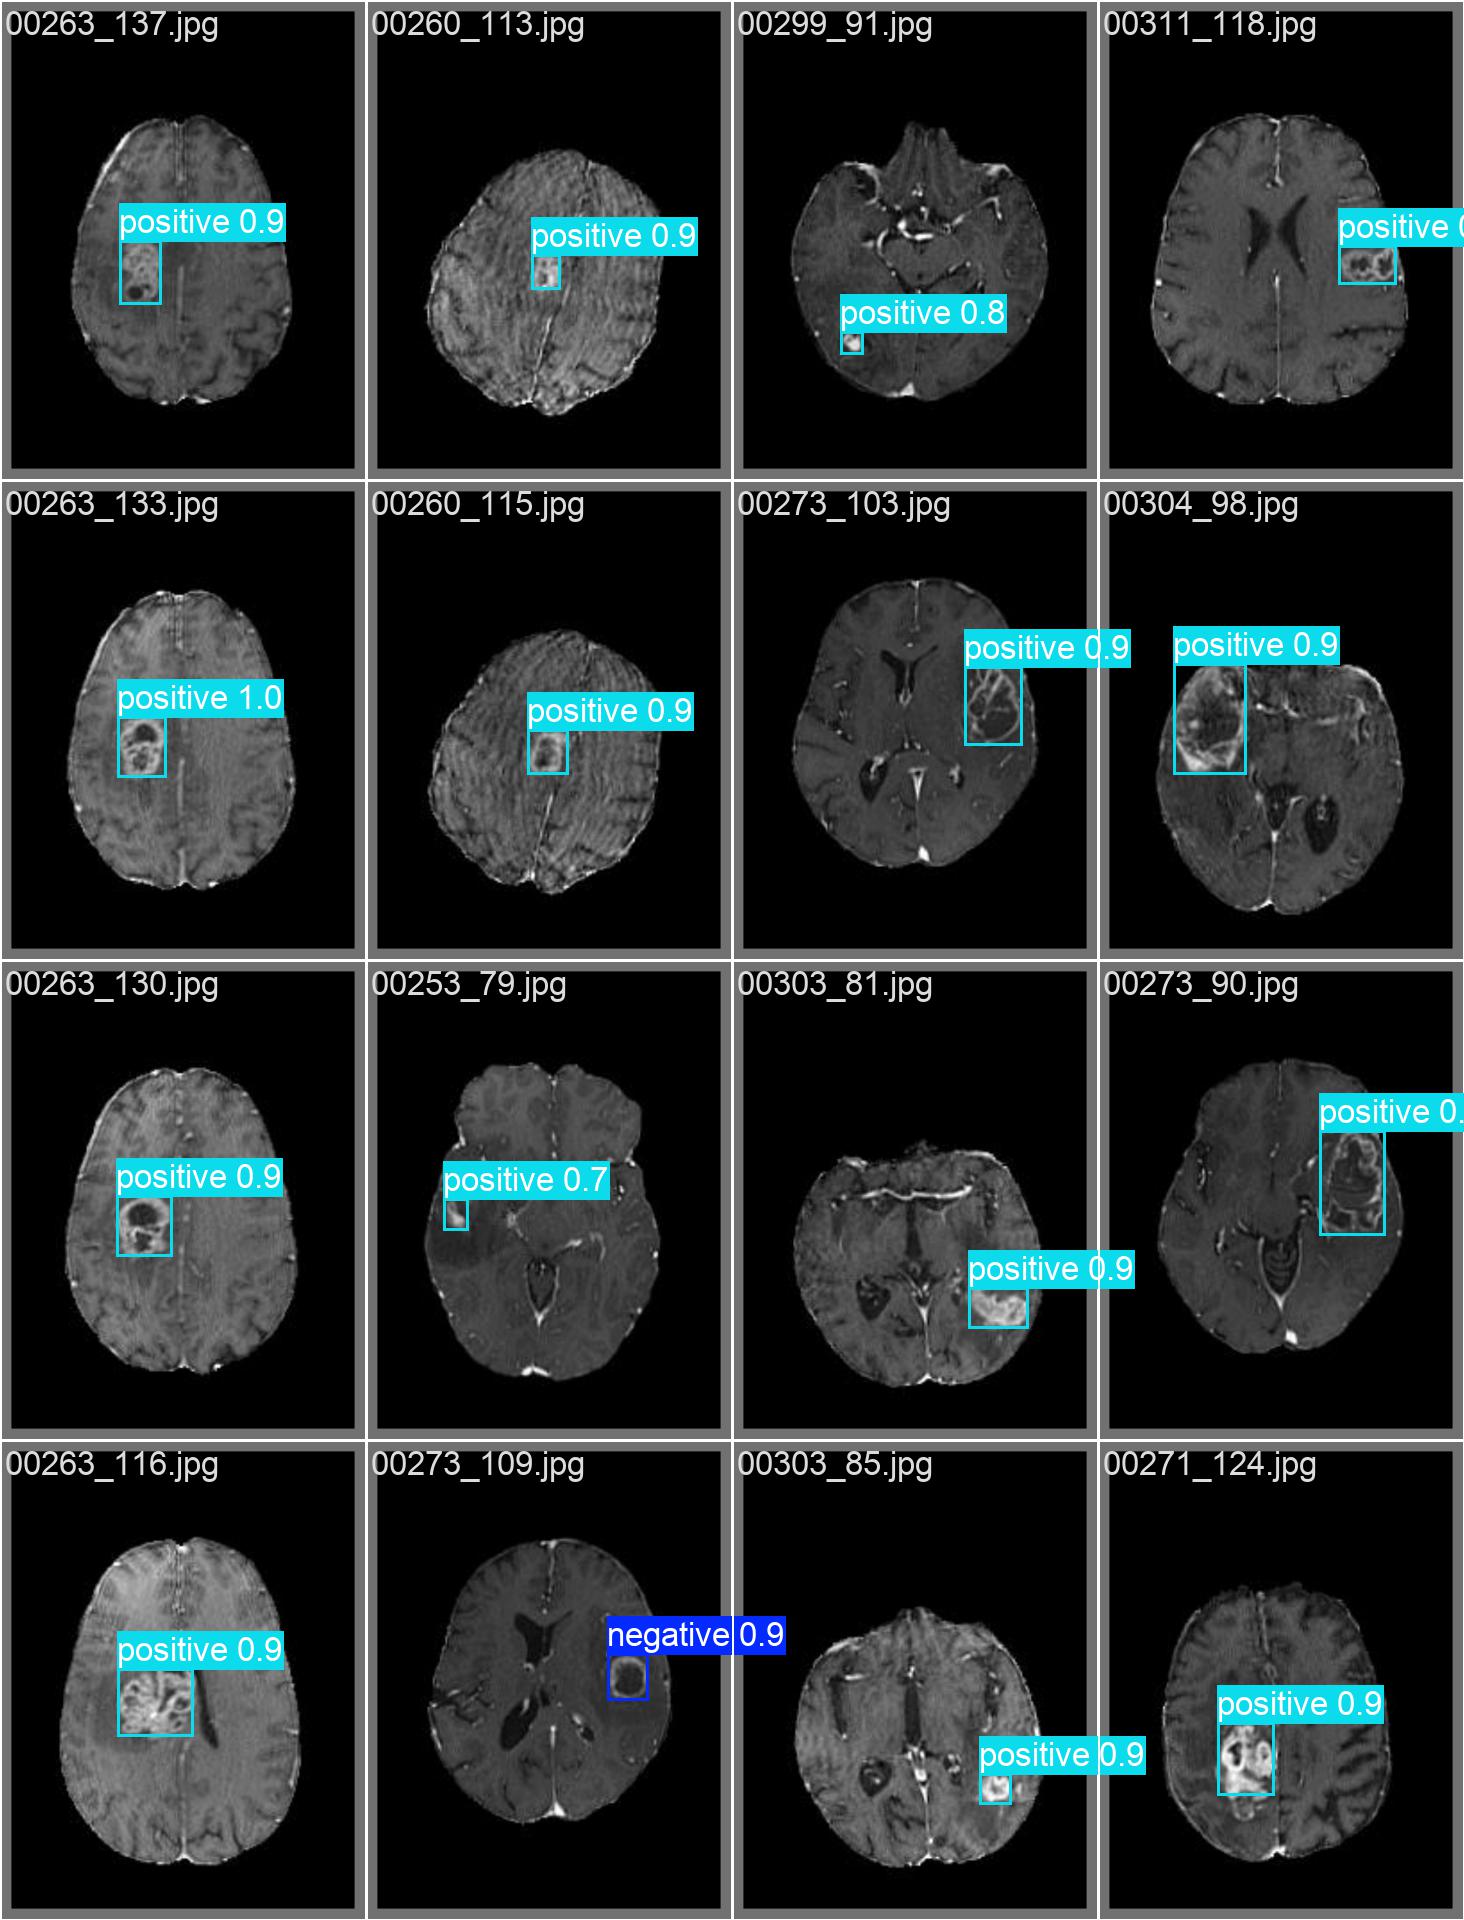 00263_137.jpg
positive 0.9
00260_113.jpg
positive 0.9
00299_91.jpg
positive 0.8
00311_118.jpg
positive
00263_133.jpg
positive 1.0
00260_115.jpg
positive 0.9
00273_103.jpg
positive 0.9
00304_98.jpg
positive 0.9
00263_130.jpg
positive 0.9
00253_79.jpg
positive 0.7
00303_81.jpg
positive 0.9
00273_90.jpg
positive 0.
00263_116.jpg
positive 0.9
00273_109.jpg
negative 0.9
00303_85.jpg
positive 0.9
00271_124.jpg
positive 0.9